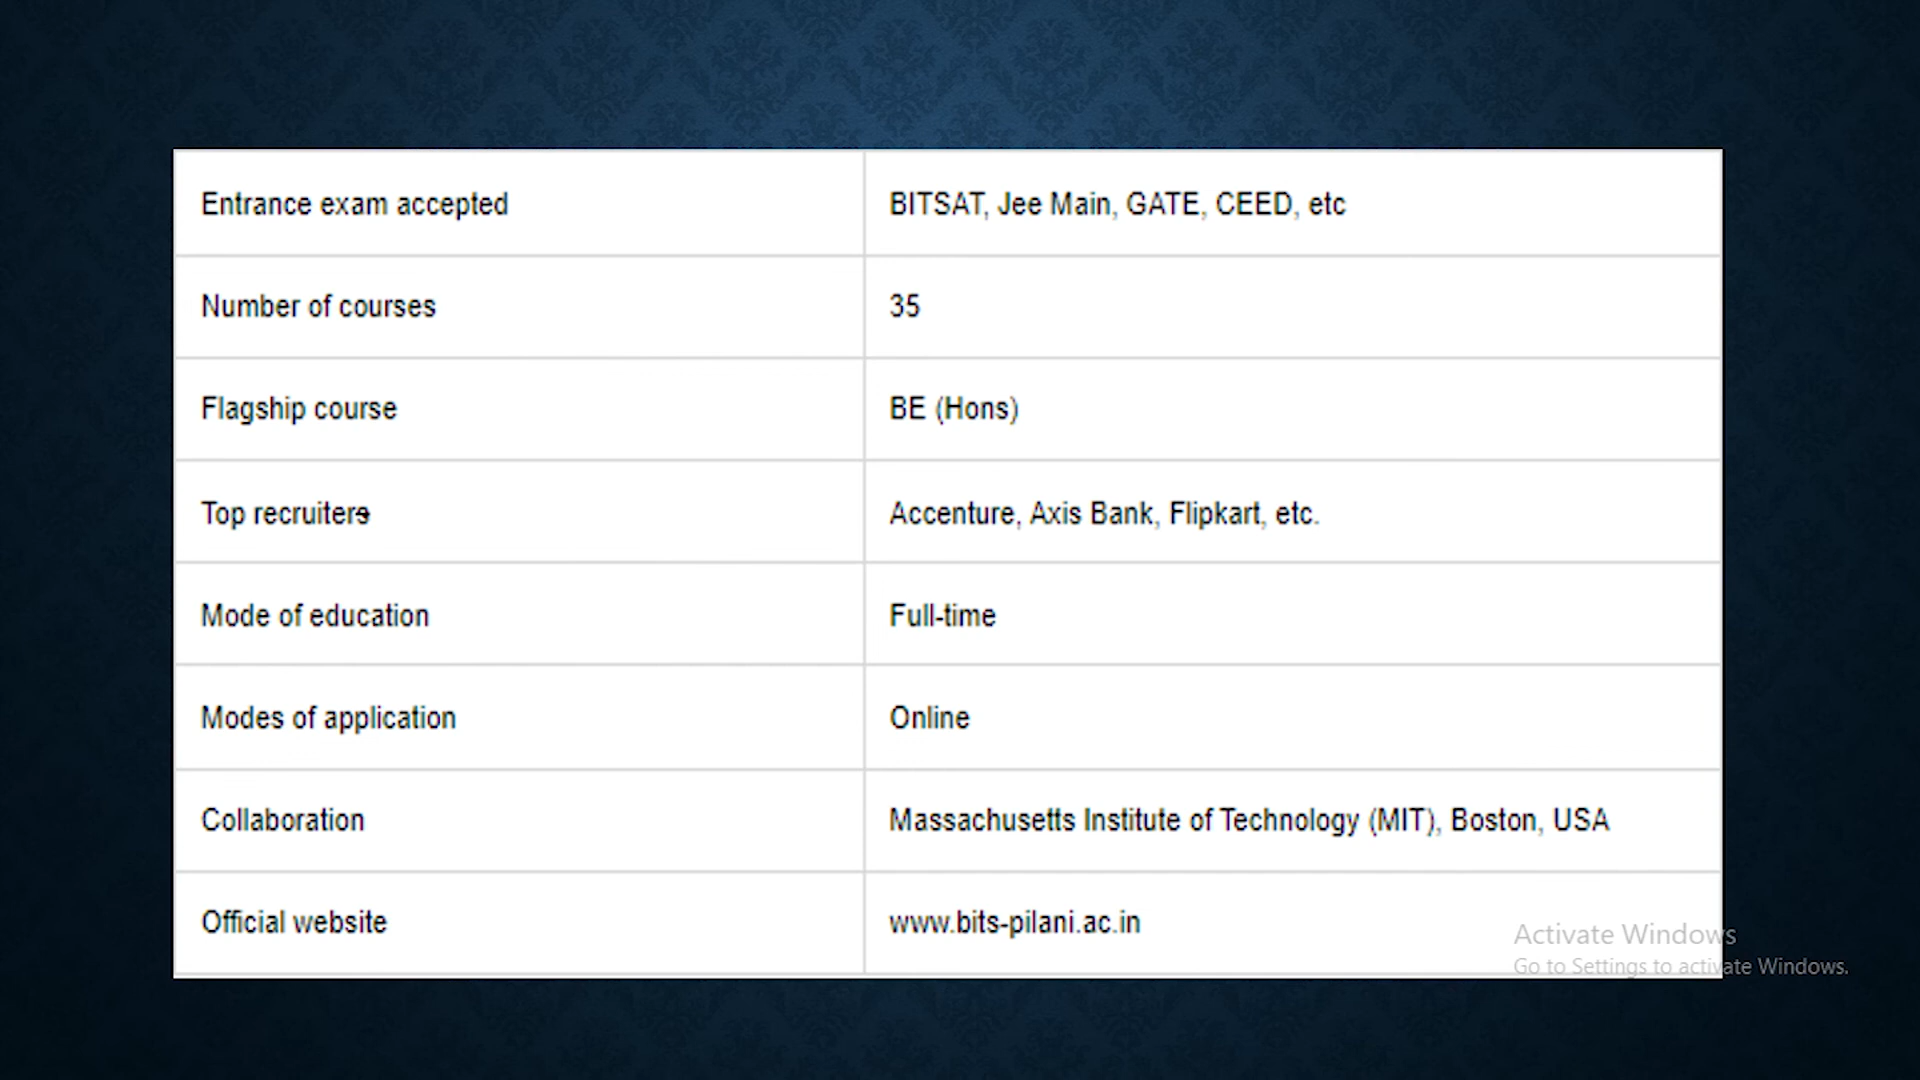 Entrance exam accepted BITSAT, Jee Main, GATE, CEED, etc
Number of courses 35
Flagship course BE (Hons)
Top recruiters Accenture, Axis Bank, Flipkart, etc.
Mode of education Full-time
Modes of application Online
Collaboration Massachusetts Institute of Technology (MIT), Boston, USA
Official website www.bits-pilani.ac.in
Activate Windows
Go to Settings to activate Windows.